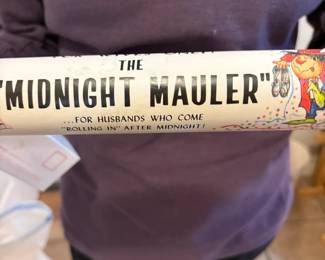 THE
"MIDNIGHT MAULER"
...FOR HUSBANDS WHO COME
"ROLLING IN" AFTER MIDNIGHT!